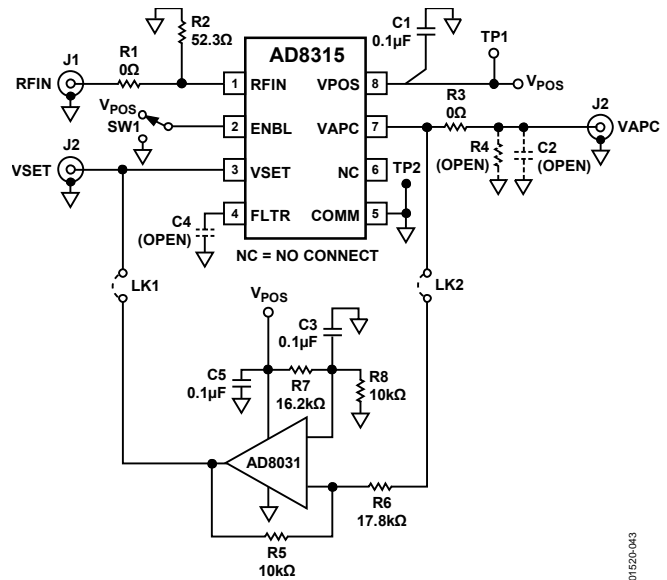 R2
52.3Ω
C1
0.1µF
TP1
AD8315
J1
R1
0Ω
RFIN
1 RFIN
VPOS 8
VPOS
R3
0Ω
J2
VPOS
SW1
2 ENBL
VAPC 7
VAPC
J2
R4
(OPEN)
C2
(OPEN)
VSET
3 VSET
NC 6
TP2
C4
(OPEN)
4 FLTR
COMM 5
NC = NO CONNECT
LK1
LK2
VPOS
C3
0.1µF
C5
0.1µF
R7
16.2kΩ
R8
10kΩ
AD8031
R6
17.8kΩ
R5
10kΩ
01520-043